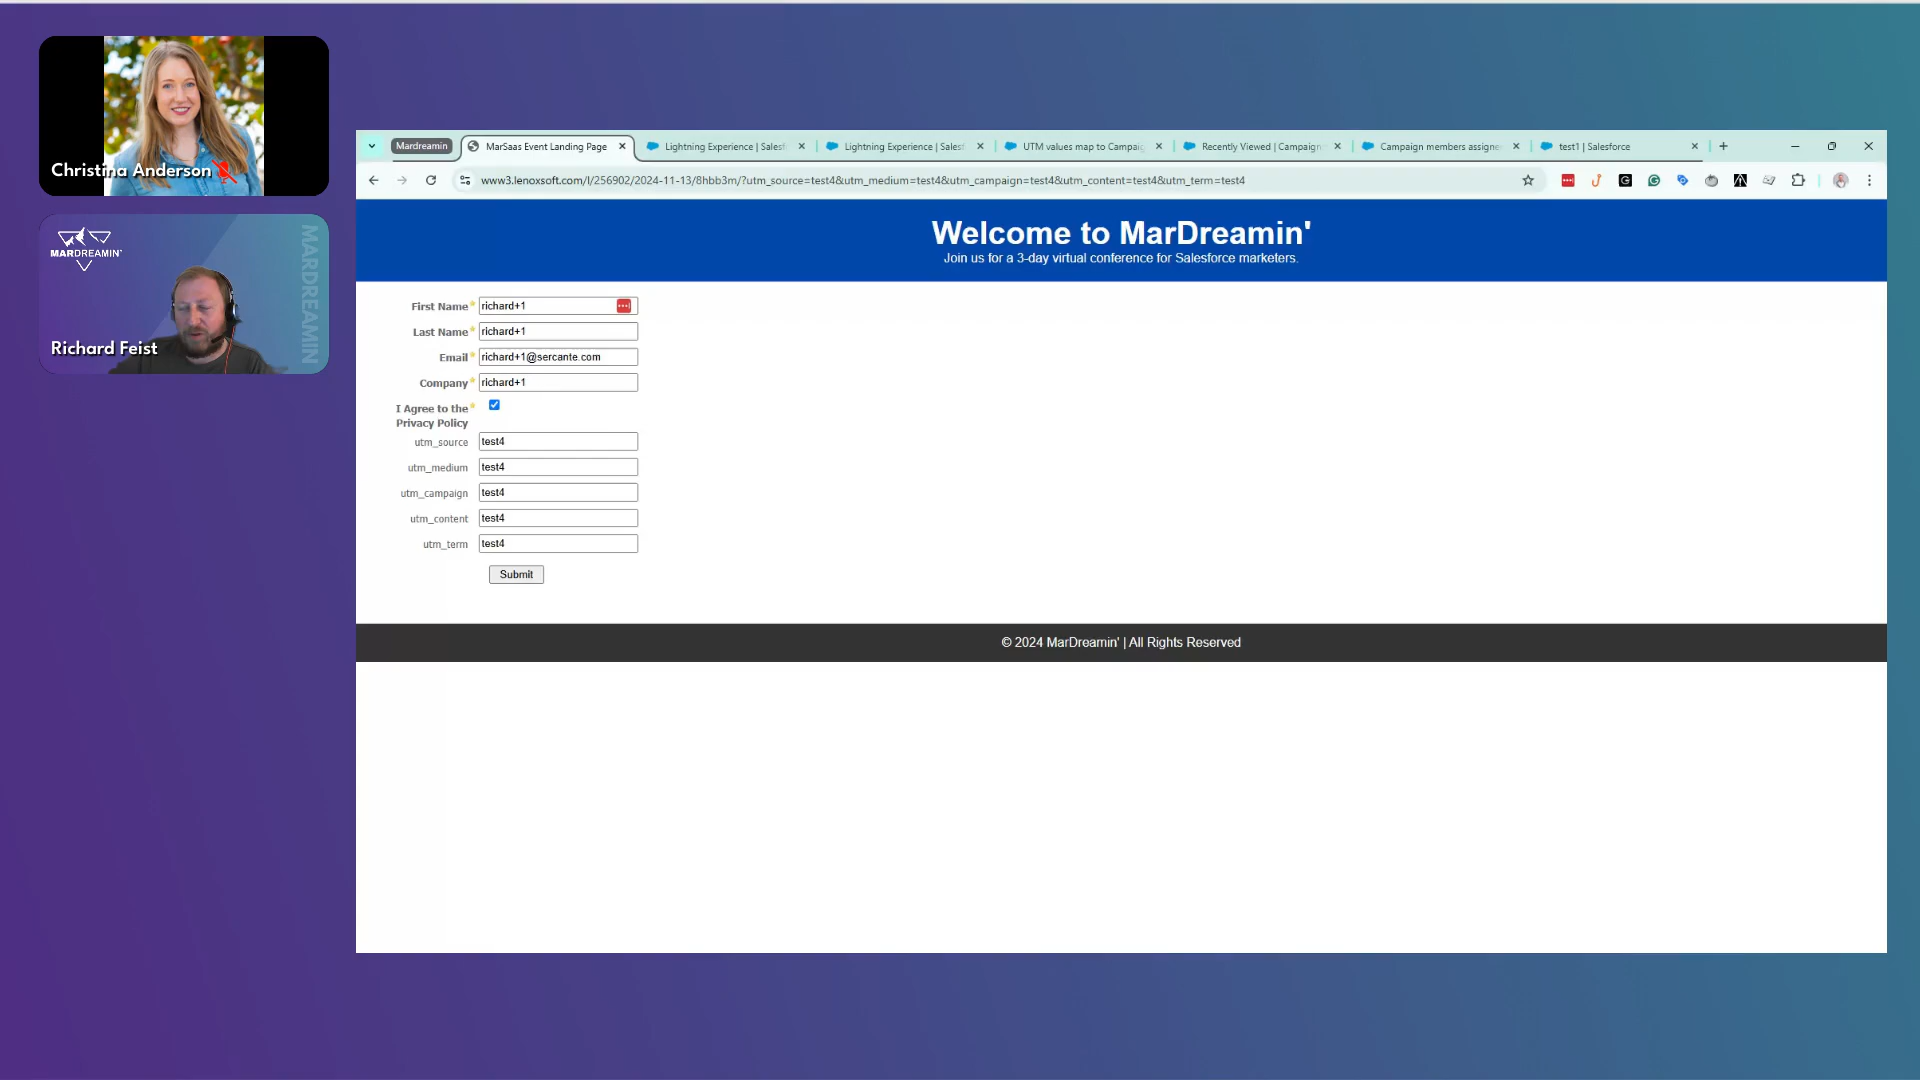 Christina Anderson
MARDREAMIN'
MARDREAMIN
Richard Feist
Mardreamin
MarSaas Event Landing Page
Lightning Experience | Salesf
Lightning Experience | Salesf
UTM values map to Campaig
Recently Viewed | Campaign
Campaign members assigne
test1 | Salesforce
www3.lenoxsoft.com/l/256902/2024-11-13/8hbb3m/?utm_source=test4&utm_medium=test4&utm_campaign=test4&utm_content=test4&utm_term=test4
Welcome to MarDreamin'
Join us for a 3-day virtual conference for Salesforce marketers.
First Name* richard+1
Last Name* richard+1
Email* richard+1@sercante.com
Company* richard+1
I Agree to the*
Privacy Policy
utm_source test4
utm_medium test4
utm_campaign test4
utm_content test4
utm_term test4
Submit
© 2024 MarDreamin' | All Rights Reserved